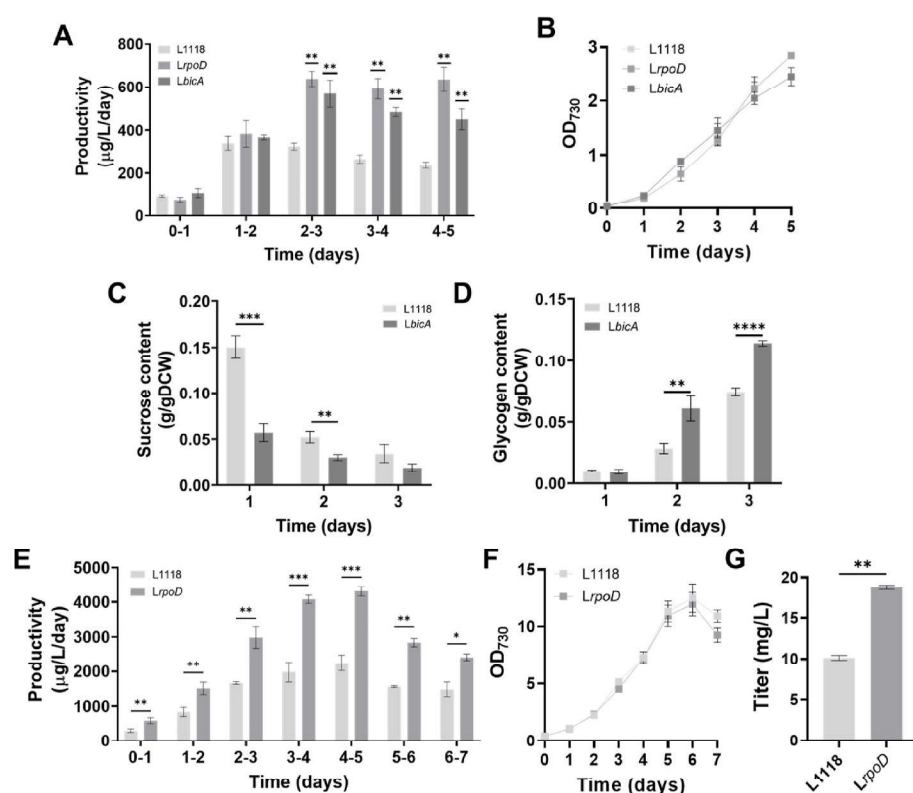 A
Productivity
(µg/L/day)
800
600
400
200
0
L1118
LrpoD
LbicA
** ** ** ** ** **
0-1 1-2 2-3 3-4 4-5
Time (days)
B
OD730
3
2
1
0
L1118
LrpoD
LbicA
0 1 2 3 4 5
Time (days)
C
Sucrose content
(g/gDCW)
0.20
0.15
0.10
0.05
0.00
L1118
LbicA
***
**
1 2 3
Time (days)
D
Glycogen content
(g/gDCW)
0.15
0.10
0.05
0.00
L1118
LbicA
**
****
1 2 3
Time (days)
E
Productivity
(µg/L/day)
5000
4000
3000
2000
1000
0
L1118
LrpoD
** ** ** *** *** ** *
0-1 1-2 2-3 3-4 4-5 5-6 6-7
Time (days)
F
OD730
15
10
5
0
L1118
LrpoD
0 1 2 3 4 5 6 7
Time (days)
G
Titer (mg/L)
20
15
10
5
0
**
L1118
LrpoD